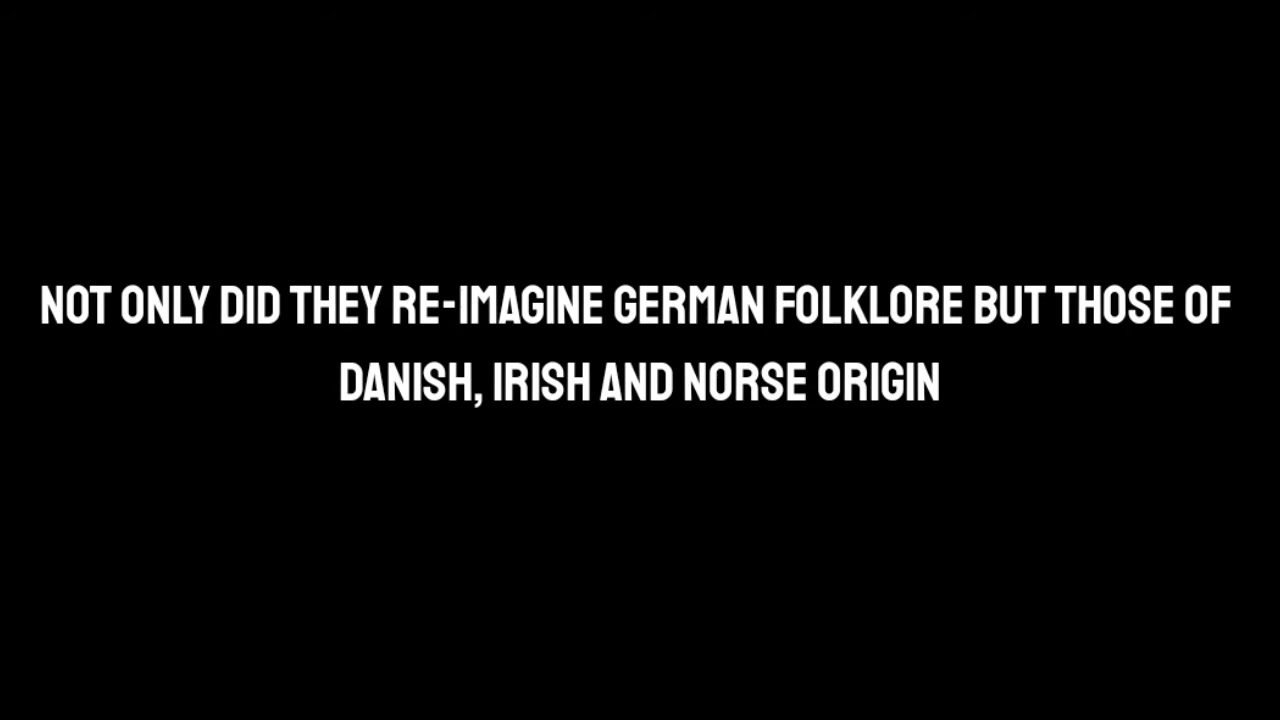 NOT ONLY DID THEY RE-IMAGINE GERMAN FOLKLORE BUT THOSE OF
DANISH, IRISH AND NORSE ORIGIN